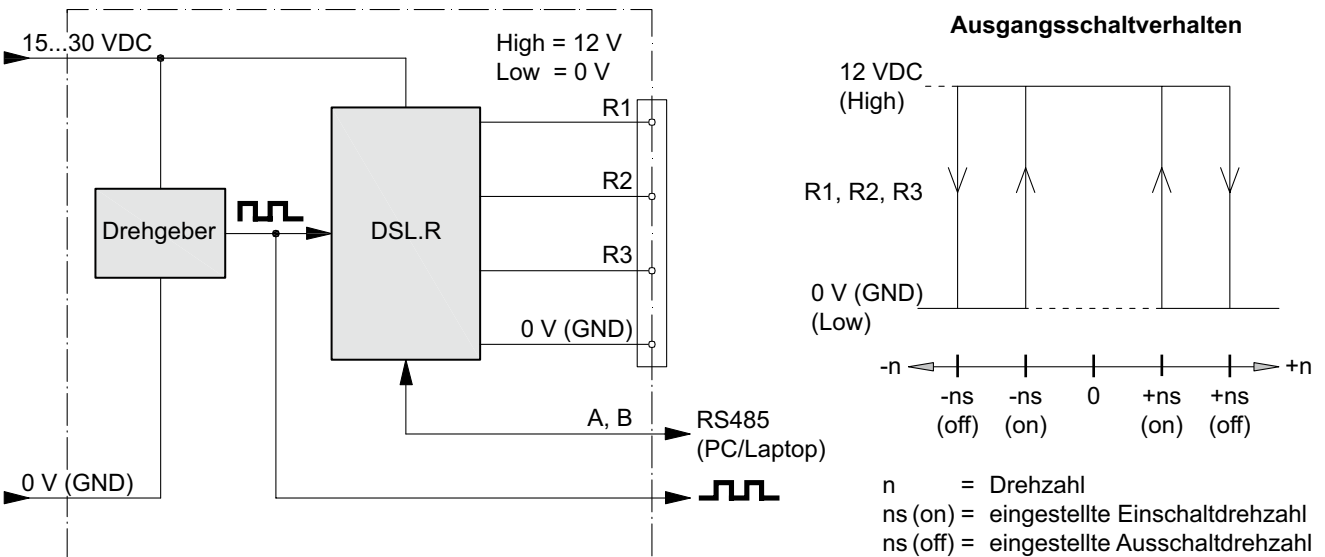 15...30 VDC
High = 12 V
Low = 0 V
R1
R2
Drehgeber
DSL.R
R3
0 V (GND)
A, B
RS485
(PC/Laptop)
0 V (GND)
Ausgangsschaltverhalten
12 VDC
(High)
R1, R2, R3
0 V (GND)
(Low)
-n
+n
-ns -ns 0 +ns +ns
(off) (on) (on) (off)
n = Drehzahl
ns (on) = eingestellte Einschaltdrehzahl
ns (off) = eingestellte Ausschaltdrehzahl